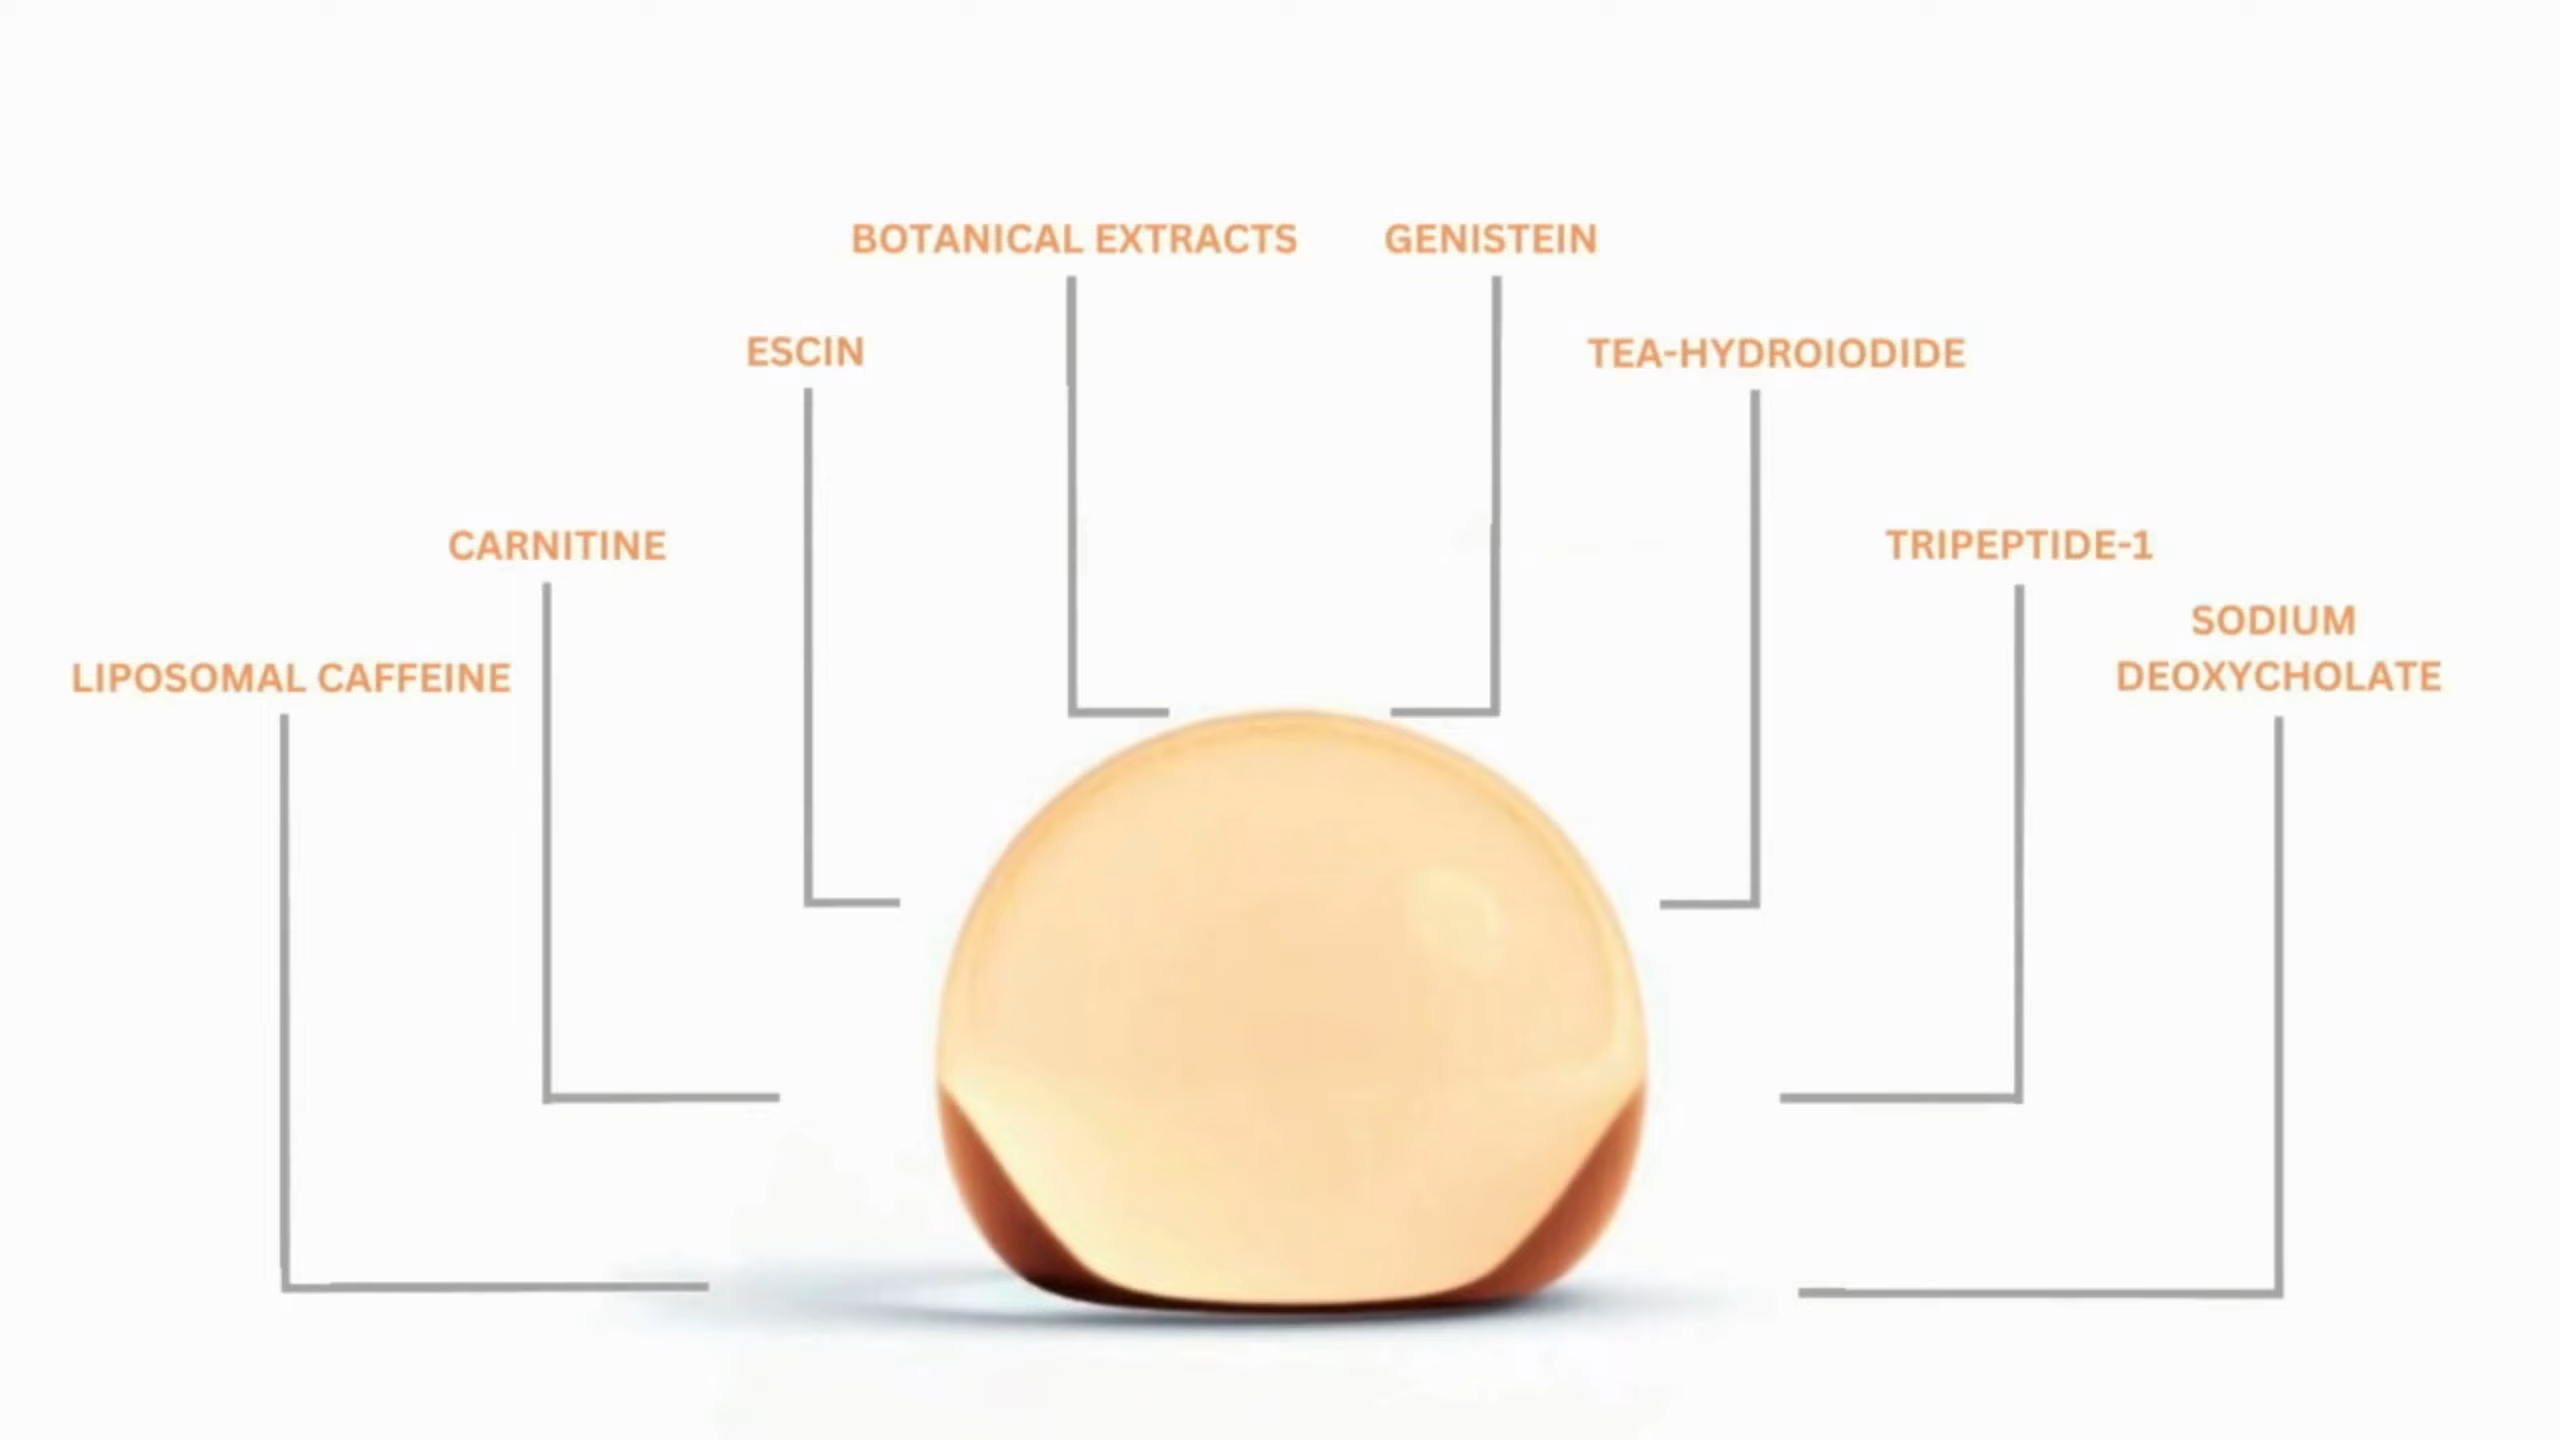 BOTANICAL EXTRACTS
GENISTEIN
ESCIN
TEA-HYDROIODIDE
CARNITINE
TRIPEPTIDE-1
LIPOSOMAL CAFFEINE
SODIUM
DEOXYCHOLATE